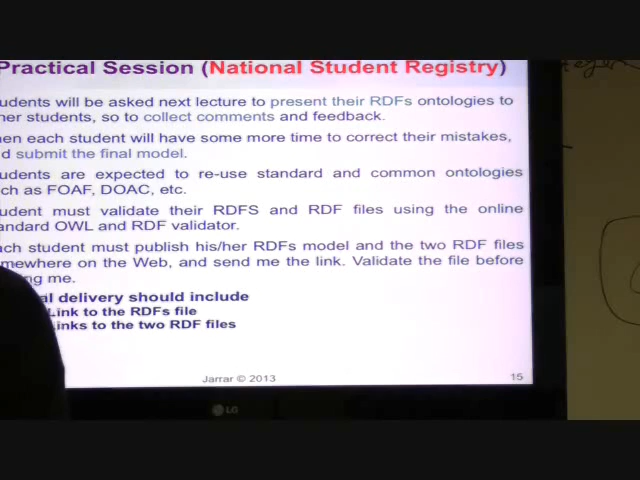 Practical Session (National Student Registry)
udents will be asked next lecture to present their RDFs ontologies to
er students, so to collect comments and feedback.
en each student will have some more time to correct their mistakes,
d submit the final model.
udents are expected to re-use standard and common ontologies
ch as FOAF, DOAC, etc.
udent must validate their RDFS and RDF files using the online
andard OWL and RDF validator.
ch student must publish his/her RDFs model and the two RDF files
mewhere on the Web, and send me the link. Validate the file before
ng me.
al delivery should include
Link to the RDFs file
inks to the two RDF files
Jarrar © 2013
15
LG